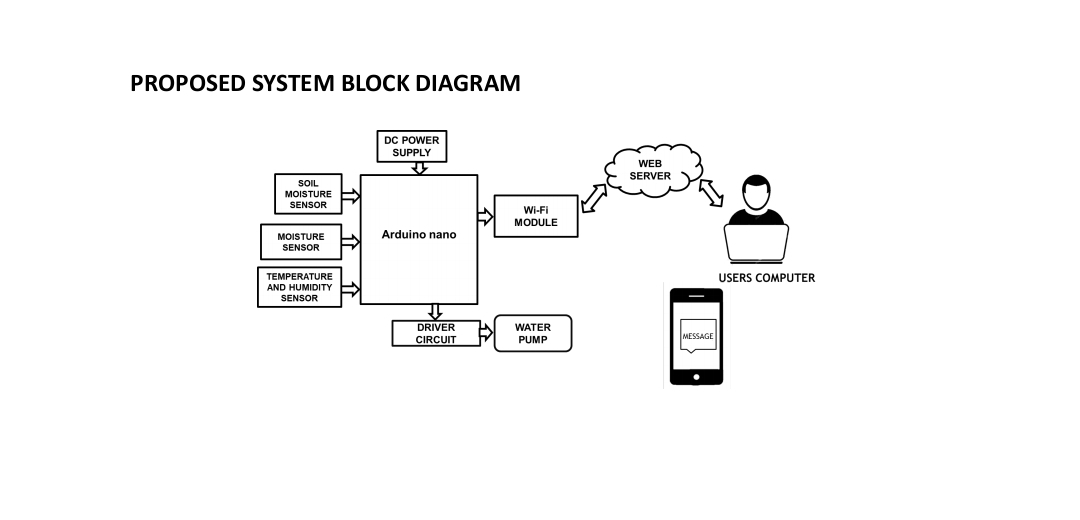 PROPOSED SYSTEM BLOCK DIAGRAM
DC POWER
SUPPLY
SOIL
MOISTURE
SENSOR
MOISTURE
SENSOR
TEMPERATURE
AND HUMIDITY
SENSOR
Arduino nano
Wi-Fi
MODULE
WEB
SERVER
USERS COMPUTER
DRIVER
CIRCUIT
WATER
PUMP
MESSAGE